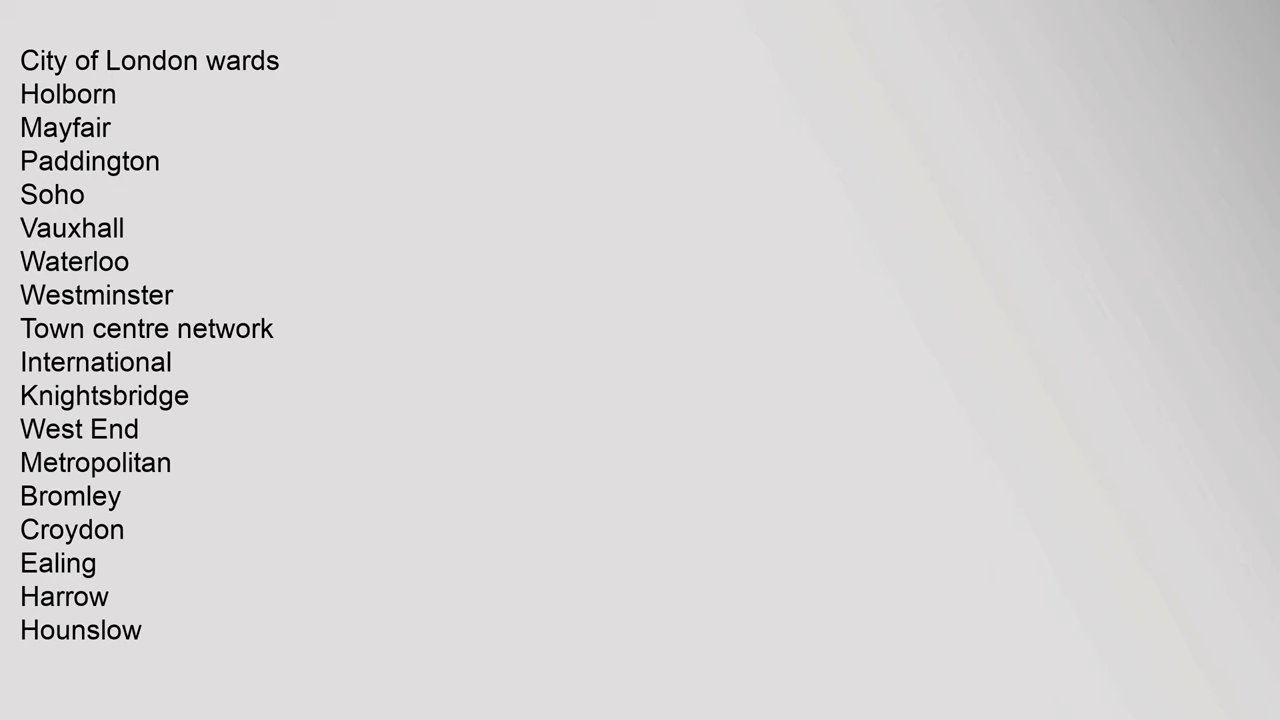 City of London wards
Holborn
Mayfair
Paddington
Soho
Vauxhall
Waterloo
Westminster
Town centre network
International
Knightsbridge
West End
Metropolitan
Bromley
Croydon
Ealing
Harrow
Hounslow